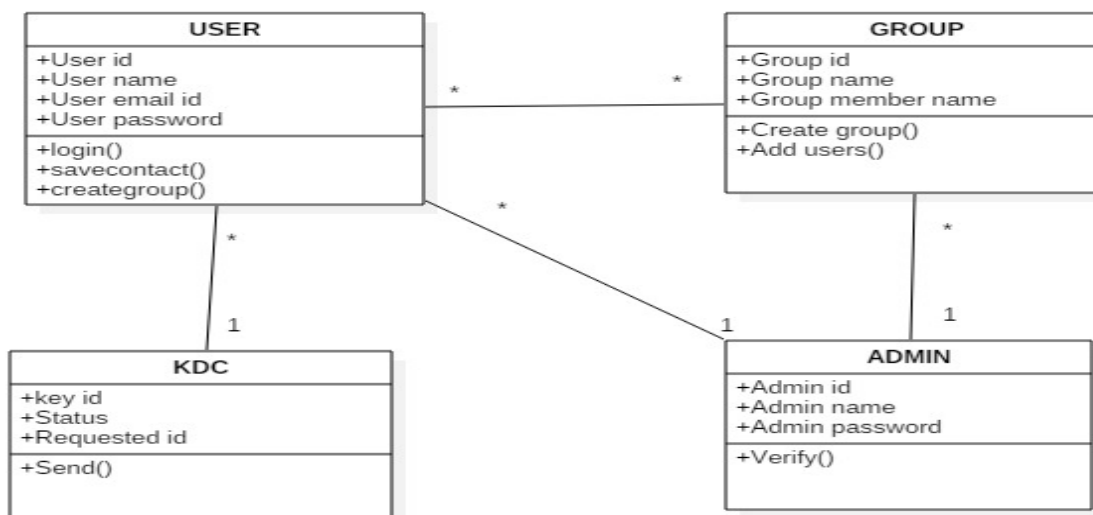 USER
+User id
+User name
+User email id
+User password
+login()
+savecontact()
+creategroup()
GROUP
+Group id
+Group name
+Group member name
+Create group()
+Add users()
*
*
*
1
*
1
*
1
KDC
+key id
+Status
+Requested id
+Send()
ADMIN
+Admin id
+Admin name
+Admin password
+Verify()